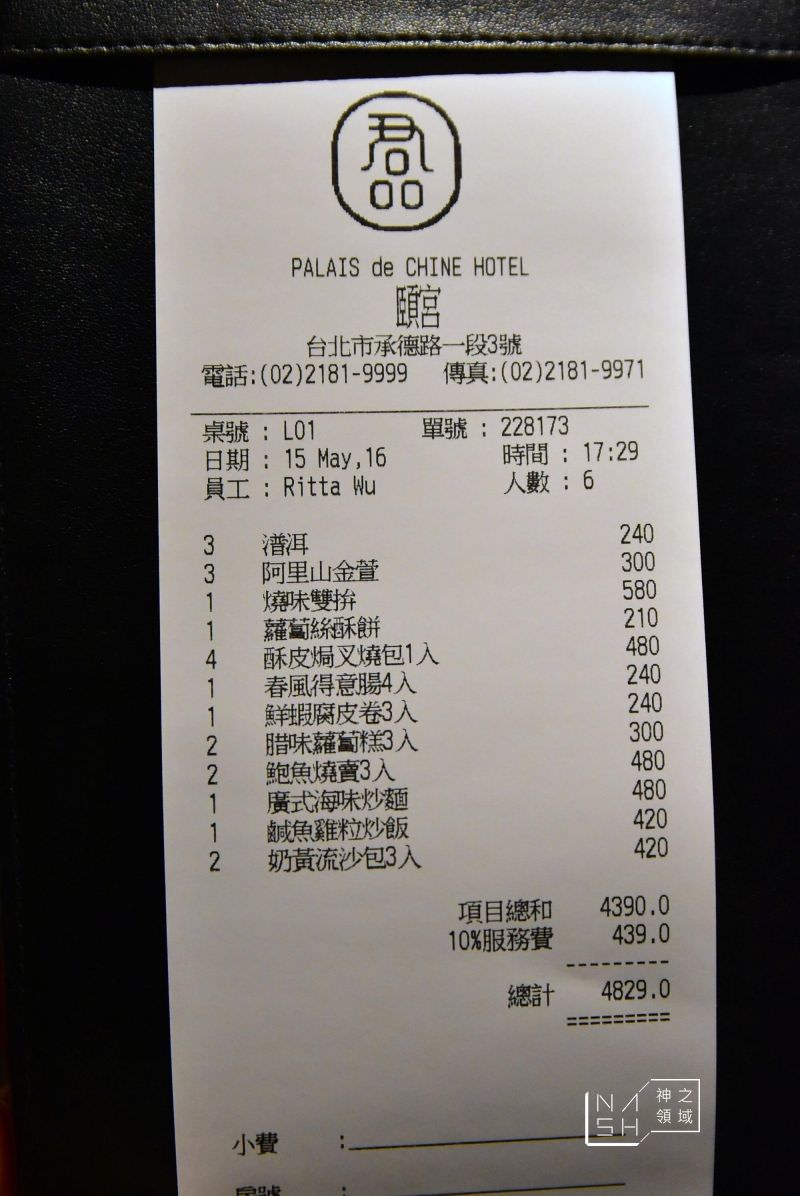 君品
PALAIS de CHINE HOTEL
頤宮
台北市承德路一段3號
電話:(02)2181-9999 傳真:(02)2181-9971
桌號 : L01 單號 : 228173
日期 : 15 May,16 時間 : 17:29
員工 : Ritta Wu 人數 : 6
3 潽洱 240
3 阿里山金萱 300
1 燒味雙拚 580
1 蘿蔔絲酥餅 210
4 酥皮焗叉燒包1入 480
1 春風得意腸4入 240
1 鮮蝦腐皮卷3入 240
2 腊味蘿蔔糕3入 300
2 鮑魚燒賣3入 480
1 廣式海味炒麵 480
1 鹹魚雞粒炒飯 420
2 奶黃流沙包3入 420
項目總和 4390.0
10%服務費 439.0
---------
總計 4829.0
=========
小費 :
房號 :
NASH 神之領域